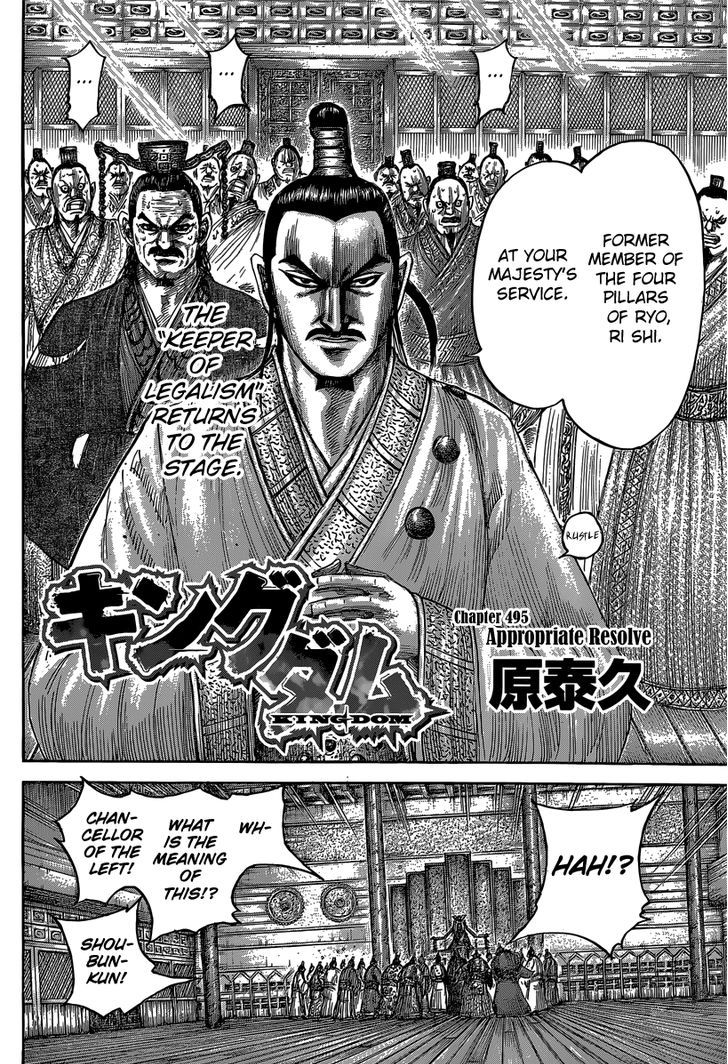 ...
...
...
FORMER
MEMBER OF
THE FOUR
PILLARS
OF RYO,
RI SHI.
AT YOUR
MAJESTY'S
SERVICE.
THE
"KEEPER
OF
LEGALISM"
RETURNS
TO THE
STAGE.
RUSTLE
キングダム
KINGDOM
Chapter 495
Appropriate Resolve
原泰久
HAH!?
WH-
WHAT
IS THE
MEANING
OF
THIS!?
CHAN-
CELLOR
OF THE
LEFT!
SHOU-
BUN-
KUN!